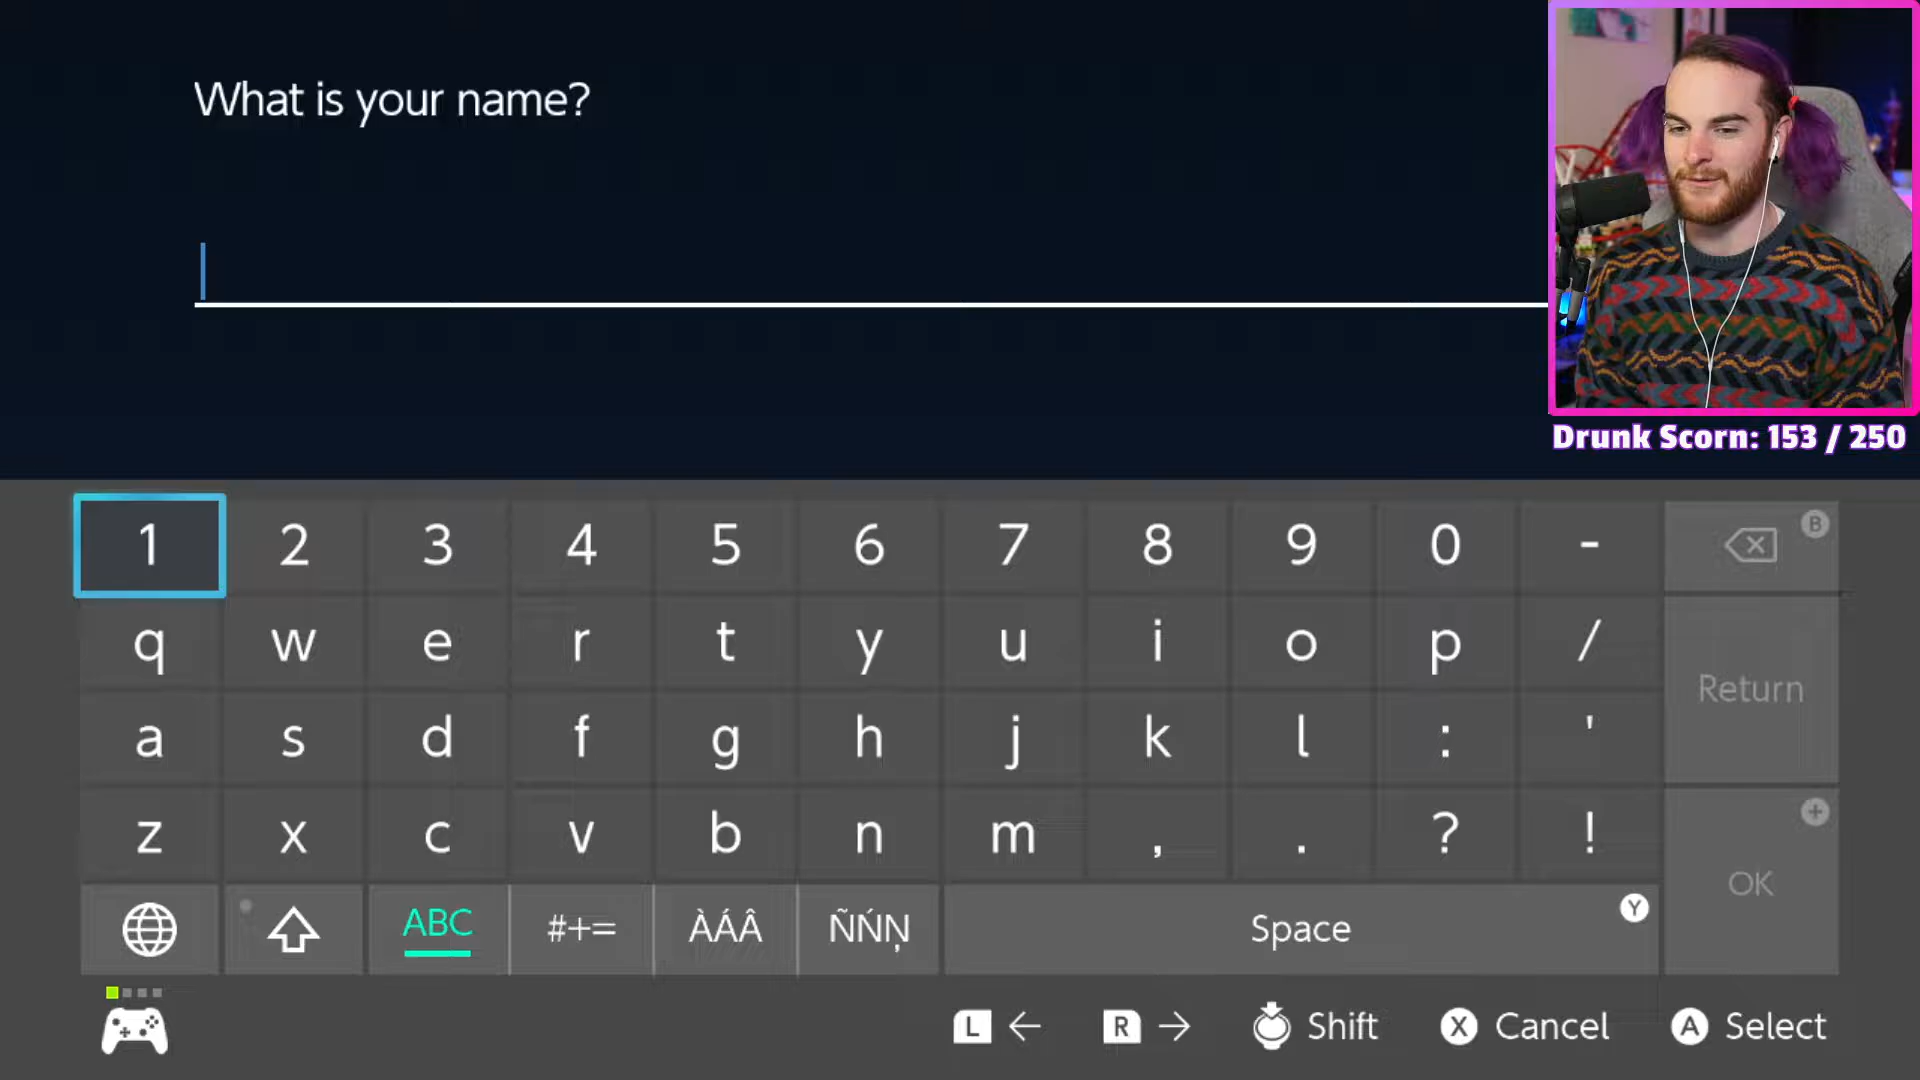 What is your name?
Drunk Scorn: 153 / 250
1 2 3 4 5 6 7 8 9 0 - B
q w e r t y u i o p / Return
a s d f g h j k l : '
z x c v b n m , . ? ! +
ABC #+= ÀÁÂ ÑŃŅ Space Y OK
L ← R → Shift X Cancel A Select